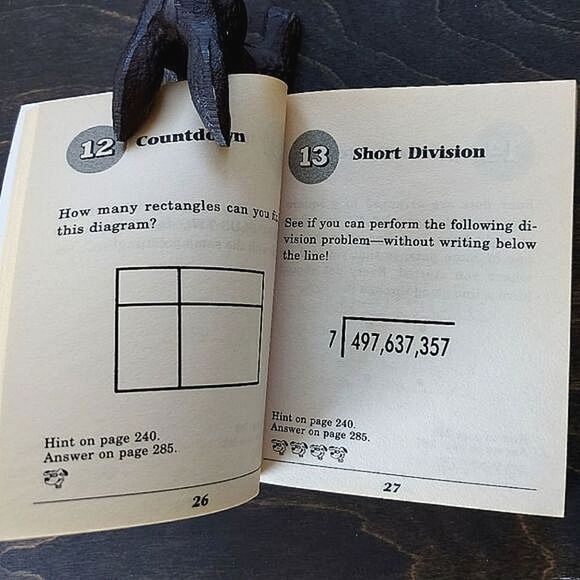 12 Countdown
How many rectangles can you
this diagram?
Hint on page 240.
Answer on page 285.
26
13 Short Division
See if you can perform the following di-
vision problem—without writing below
the line!
7 497,637,357
Hint on page 240.
Answer on page 285.
27